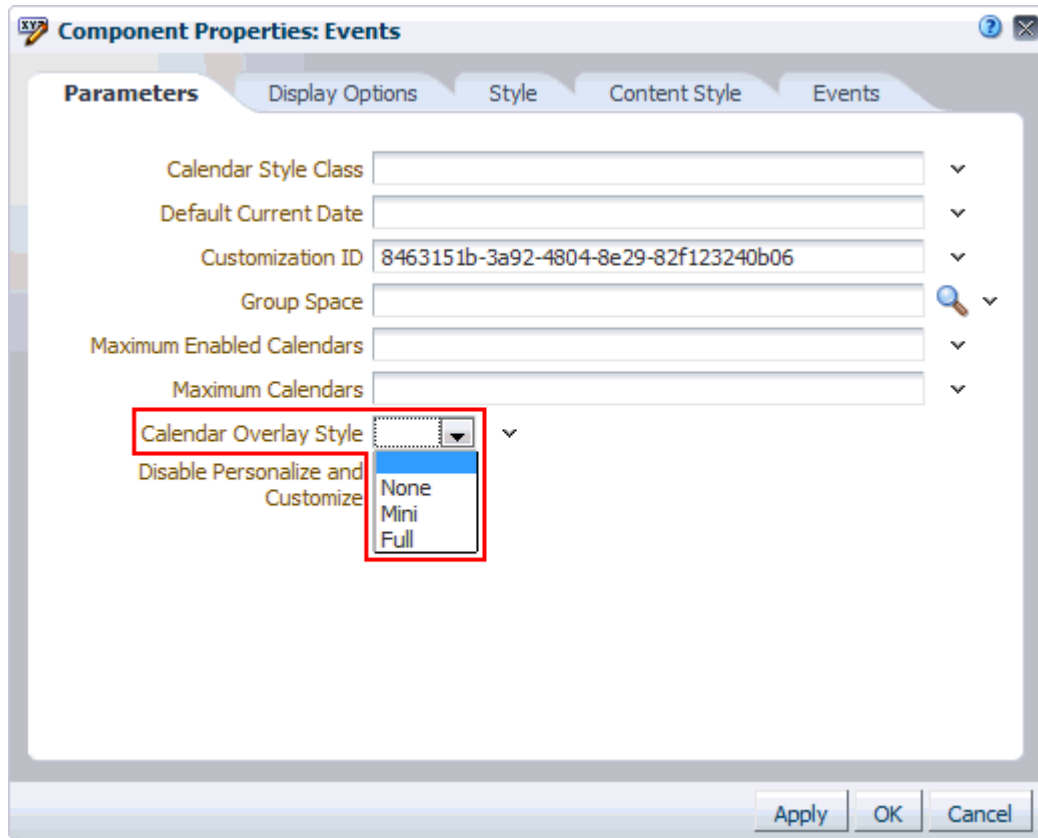 Component Properties: Events
Parameters Display Options Style Content Style Events
Calendar Style Class
Default Current Date
Customization ID 8463151b-3a92-4804-8e29-82f123240b06
Group Space
Maximum Enabled Calendars
Maximum Calendars
Calendar Overlay Style
Disable Personalize and
Customize
None
Mini
Full
Apply OK Cancel